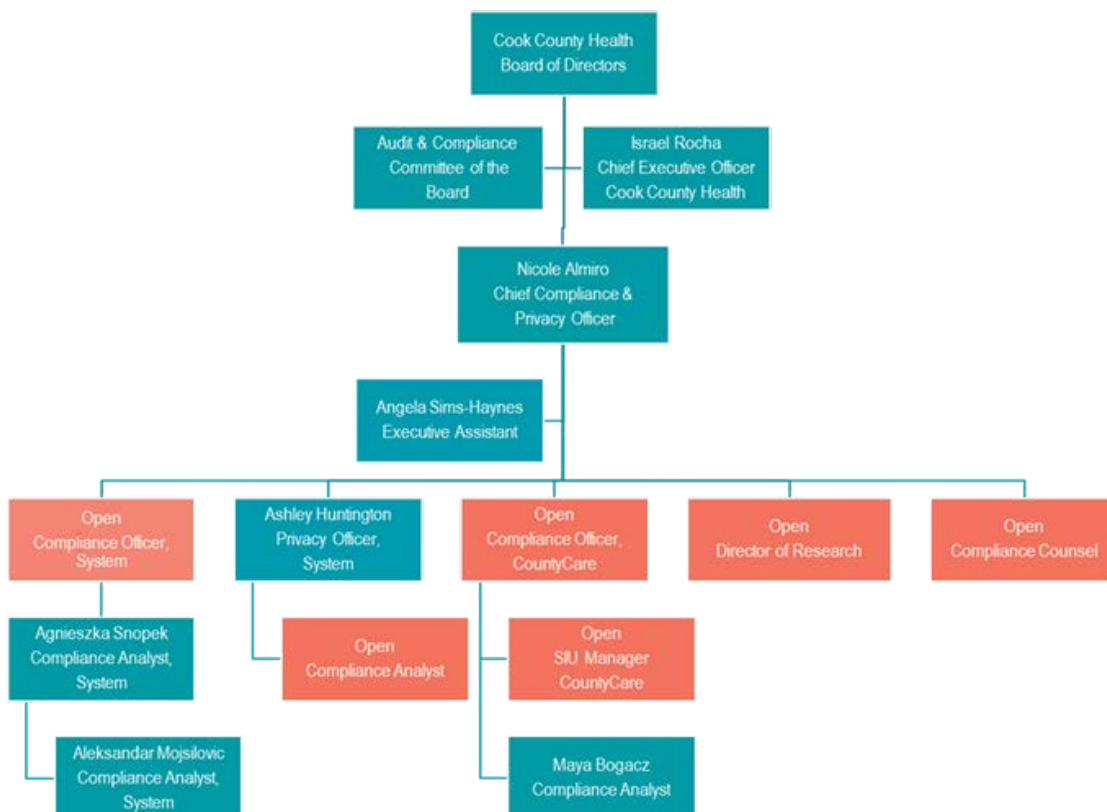 Cook County Health
Board of Directors
Audit & Compliance
Committee of the
Board
Israel Rocha
Chief Executive Officer
Cook County Health
Nicole Almiro
Chief Compliance &
Privacy Officer
Angela Sims-Haynes
Executive Assistant
Open
Compliance Officer,
System
Ashley Huntington
Privacy Officer,
System
Open
Compliance Officer,
CountyCare
Open
Director of Research
Open
Compliance Counsel
Agnieszka Snopek
Compliance Analyst,
System
Open
Compliance Analyst
Open
SIU Manager
CountyCare
Aleksandar Mojsilovic
Compliance Analyst,
System
Maya Bogacz
Compliance Analyst